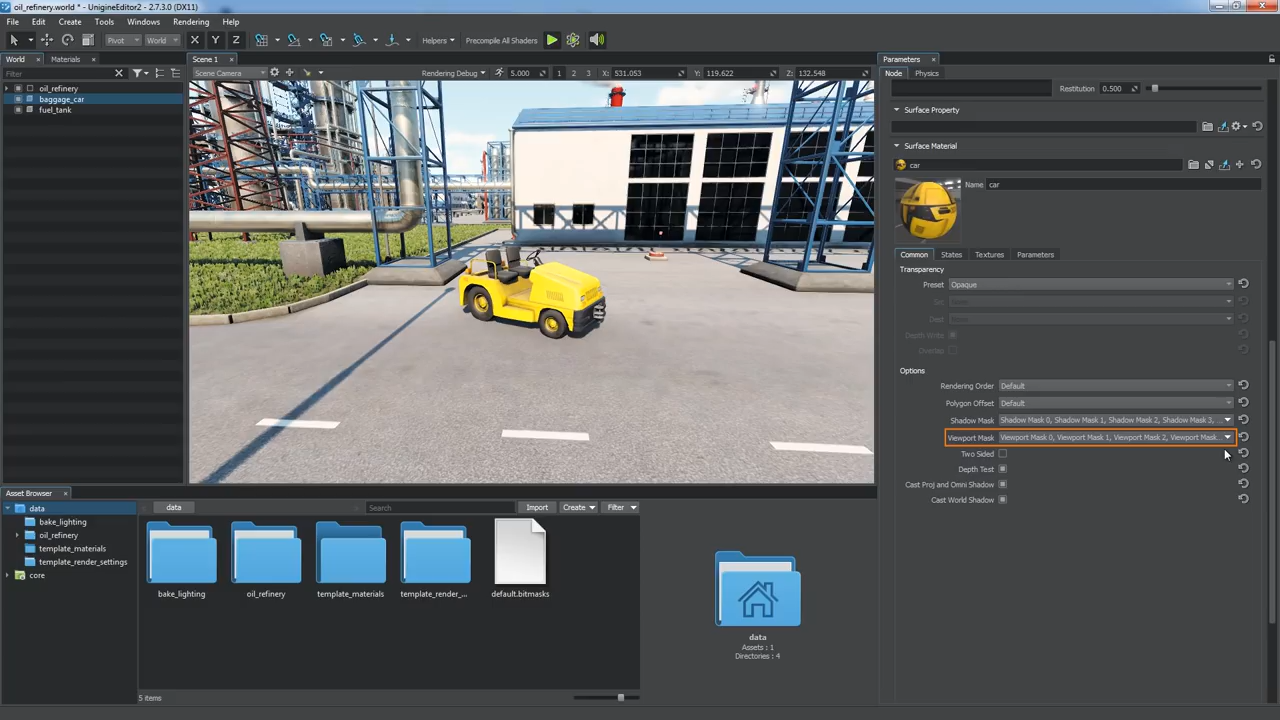 oil_refinery.world * - UnigineEditor2 - 2.7.3.0 (DX11)
File Edit Create Tools Windows Rendering Help
Pivot World Helpers Precompile All Shaders
World Materials
Filter
oil_refinery
baggage_car
fuel_tank
Scene 1
Scene Camera Rendering Debug 5.000 1 2 3 X: 531.053 Y: 119.622 Z: 132.548
Parameters
Node Physics
Restitution 0.500
Surface Property
Surface Material
car
Name car
Common States Textures Parameters
Transparency
Preset Opaque
Src
Dest
Depth Write
Overlap
Options
Rendering Order Default
Polygon Offset Default
Shadow Mask Shadow Mask 0, Shadow Mask 1, Shadow Mask 2, Shadow Mask 3, ...
Viewport Mask Viewport Mask 0, Viewport Mask 1, Viewport Mask 2, Viewport Mask...
Two Sided
Depth Test
Cast Proj and Omni Shadow
Cast World Shadow
Asset Browser
data
bake_lighting
oil_refinery
template_materials
template_render_settings
core
data Search Import Create Filter
bake_lighting oil_refinery template_materials template_render_... default.bitmasks
5 items
data
Assets : 1
Directories : 4